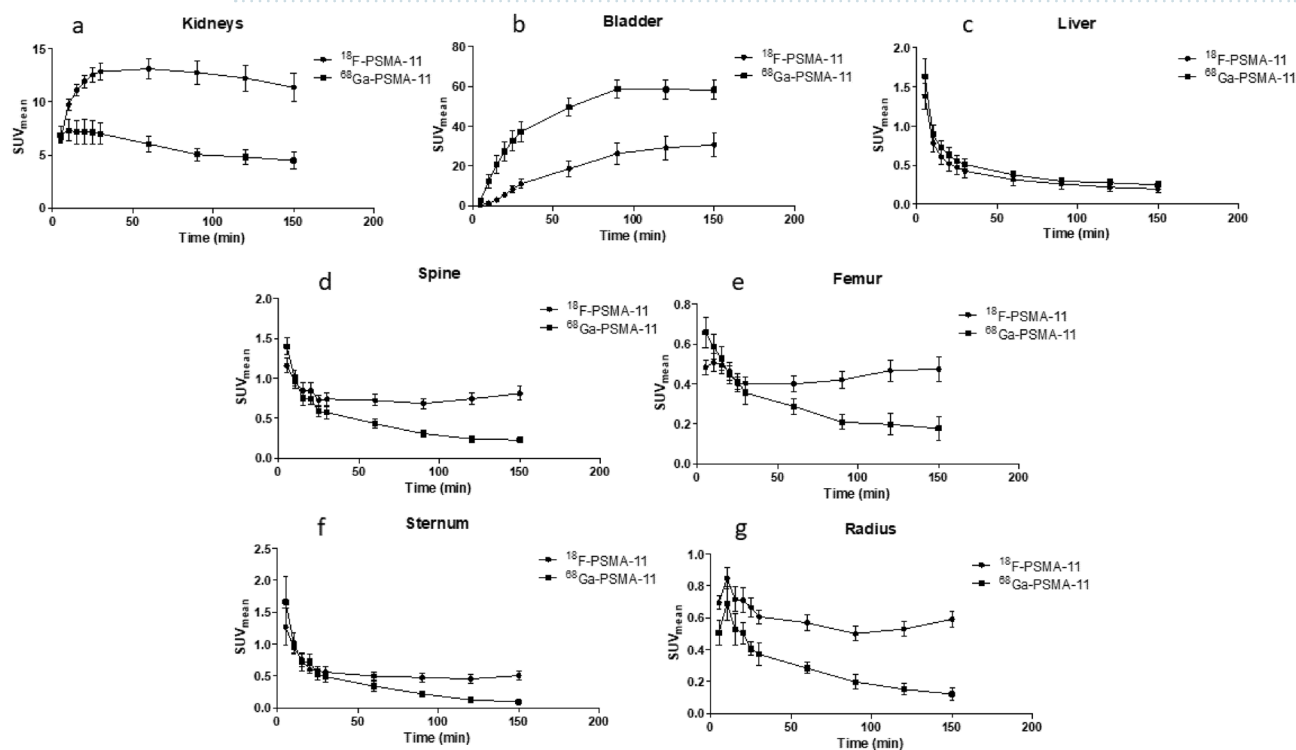 a Kidneys
15
10
5
0
SUVmean
0 50 100 150 200
Time (min)
18F-PSMA-11
68Ga-PSMA-11
b Bladder
80
60
40
20
0
SUVmean
0 50 100 150 200
Time (min)
18F-PSMA-11
68Ga-PSMA-11
c Liver
2.0
1.5
1.0
0.5
0.0
SUVmean
0 50 100 150 200
Time (min)
18F-PSMA-11
68Ga-PSMA-11
d Spine
2.0
1.5
1.0
0.5
0.0
SUVmean
0 50 100 150 200
Time (min)
18F-PSMA-11
68Ga-PSMA-11
e Femur
0.8
0.6
0.4
0.2
0.0
SUVmean
0 50 100 150 200
Time (min)
18F-PSMA-11
68Ga-PSMA-11
f Sternum
2.5
2.0
1.5
1.0
0.5
0.0
SUVmean
0 50 100 150 200
Time (min)
18F-PSMA-11
68Ga-PSMA-11
g Radius
1.0
0.8
0.6
0.4
0.2
0.0
SUVmean
0 50 100 150 200
Time (min)
18F-PSMA-11
68Ga-PSMA-11